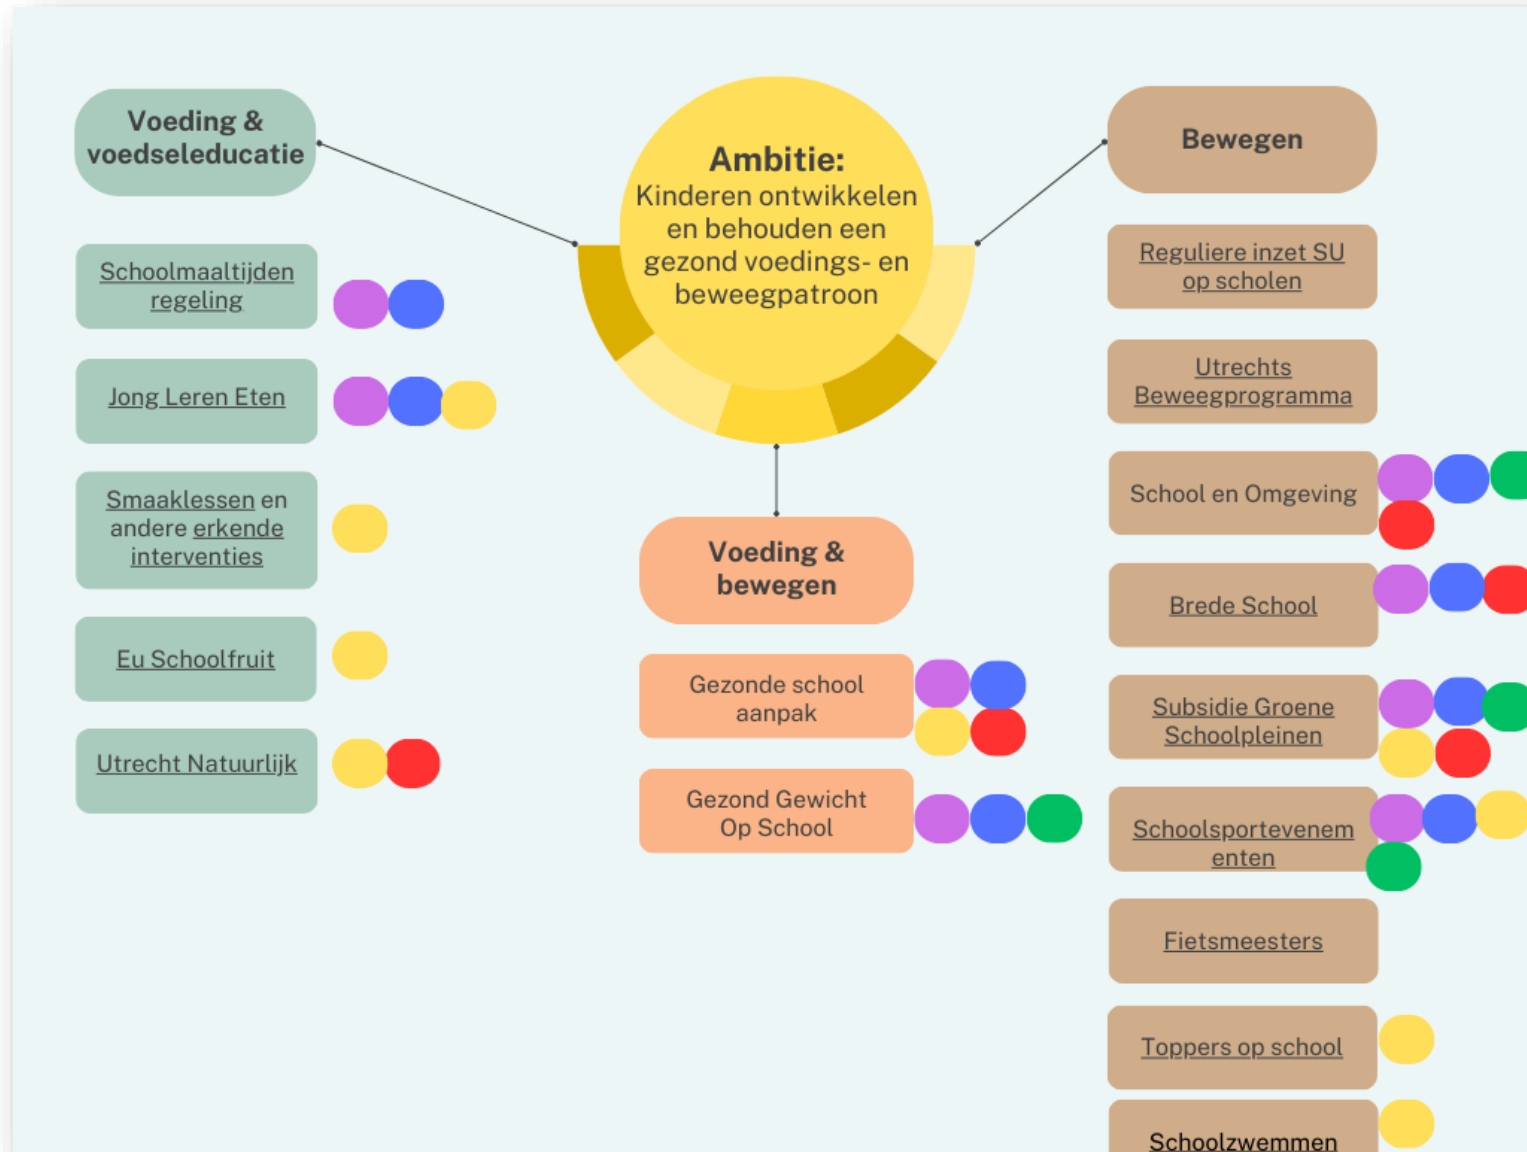 Voeding &
voedseleducatie
Schoolmaaltijden
regeling
Jong Leren Eten
Smaaklessen en
andere erkende
interventies
Eu Schoolfruit
Utrecht Natuurlijk
Ambitie:
Kinderen ontwikkelen
en behouden een
gezond voedings- en
beweegpatroon
Voeding &
bewegen
Gezonde school
aanpak
Gezond Gewicht
Op School
Bewegen
Reguliere inzet SU
op scholen
Utrechts
Beweegprogramma
School en Omgeving
Brede School
Subsidie Groene
Schoolpleinen
Schoolsportevenem
enten
Fietsmeesters
Toppers op school
Schoolzwemmen